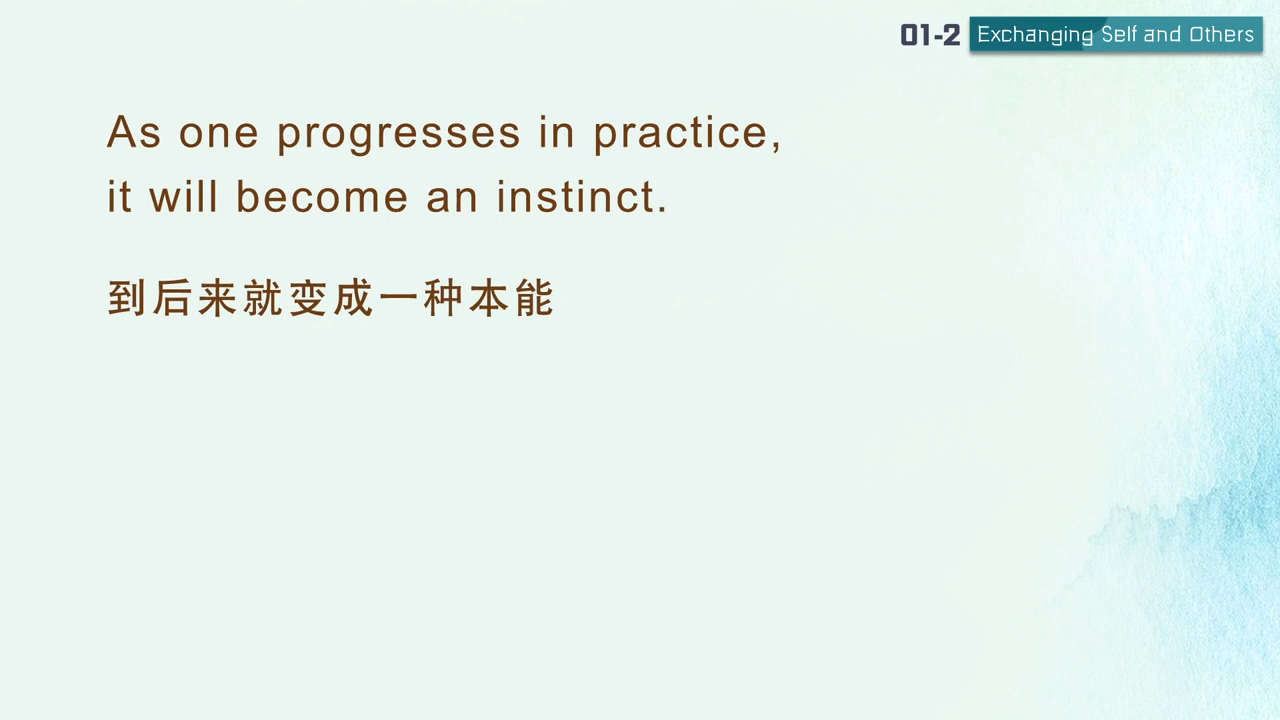 01-2 Exchanging Self and Others
As one progresses in practice,
it will become an instinct.
到后来就变成一种本能